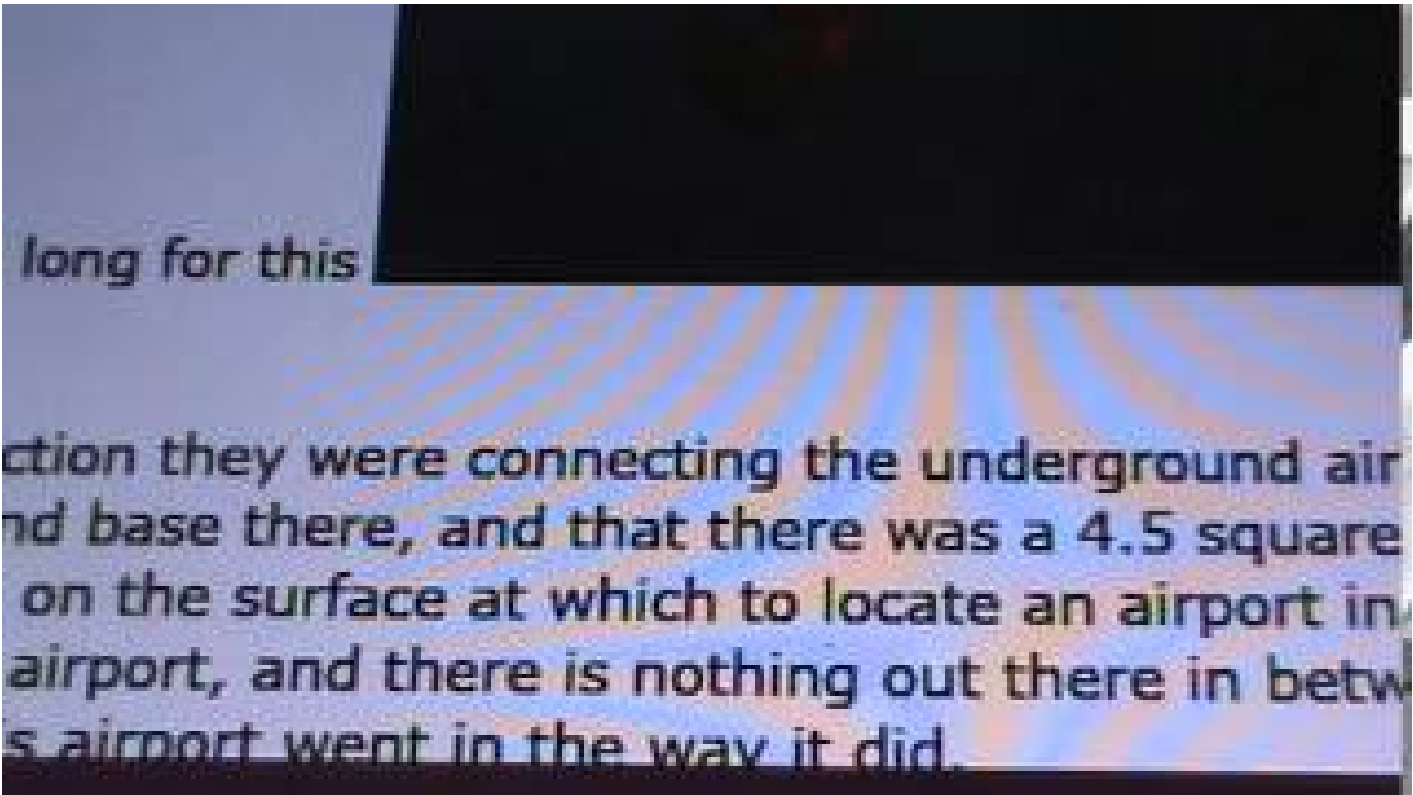 long for this
ction they were connecting the underground air
nd base there, and that there was a 4.5 square
on the surface at which to locate an airport in
airport, and there is nothing out there in betw
s airport went in the way it did.